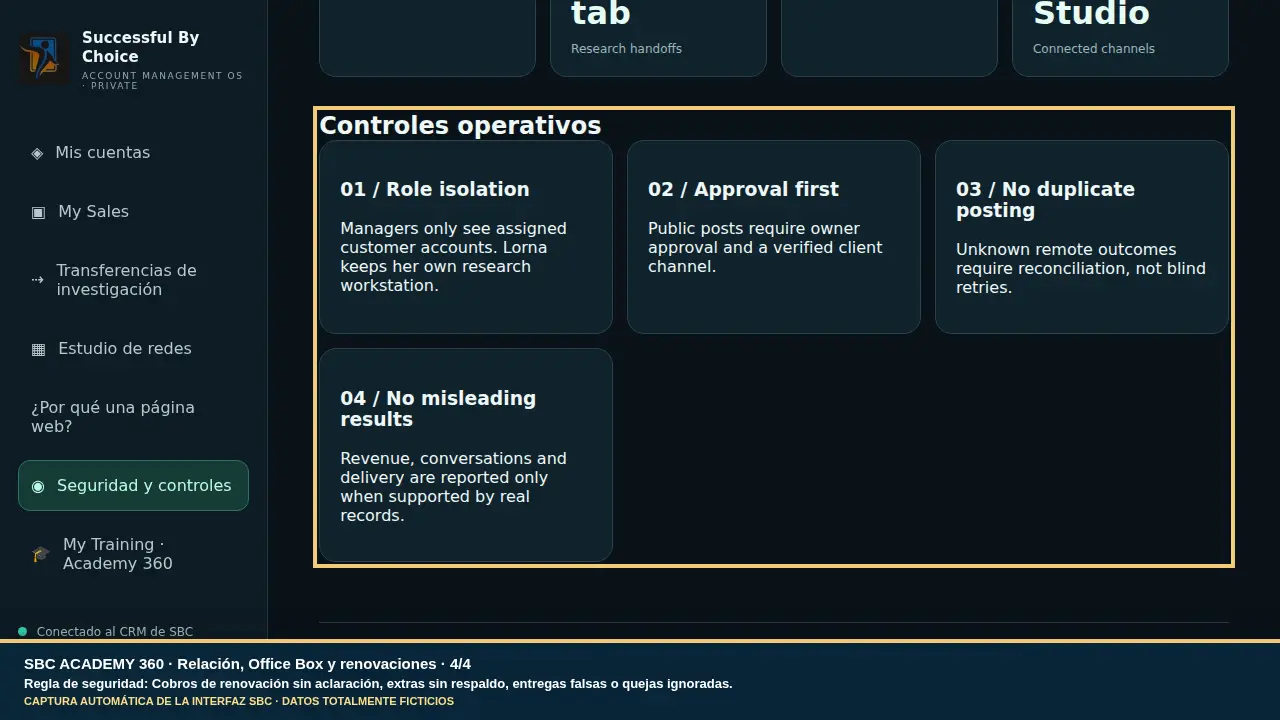 Successful By
Choice
ACCOUNT MANAGEMENT OS
· PRIVATE
Mis cuentas
My Sales
Transferencias de
investigación
Estudio de redes
¿Por qué una página
web?
Seguridad y controles
My Training ·
Academy 360
Conectado al CRM de SBC
tab
Research handoffs
Studio
Connected channels
Controles operativos
01 / Role isolation
Managers only see assigned
customer accounts. Lorna
keeps her own research
workstation.
02 / Approval first
Public posts require owner
approval and a verified client
channel.
03 / No duplicate
posting
Unknown remote outcomes
require reconciliation, not blind
retries.
04 / No misleading
results
Revenue, conversations and
delivery are reported only
when supported by real
records.
SBC ACADEMY 360 · Relación, Office Box y renovaciones · 4/4
Regla de seguridad: Cobros de renovación sin aclaración, extras sin respaldo, entregas falsas o quejas ignoradas.
CAPTURA AUTOMÁTICA DE LA INTERFAZ SBC · DATOS TOTALMENTE FICTICIOS